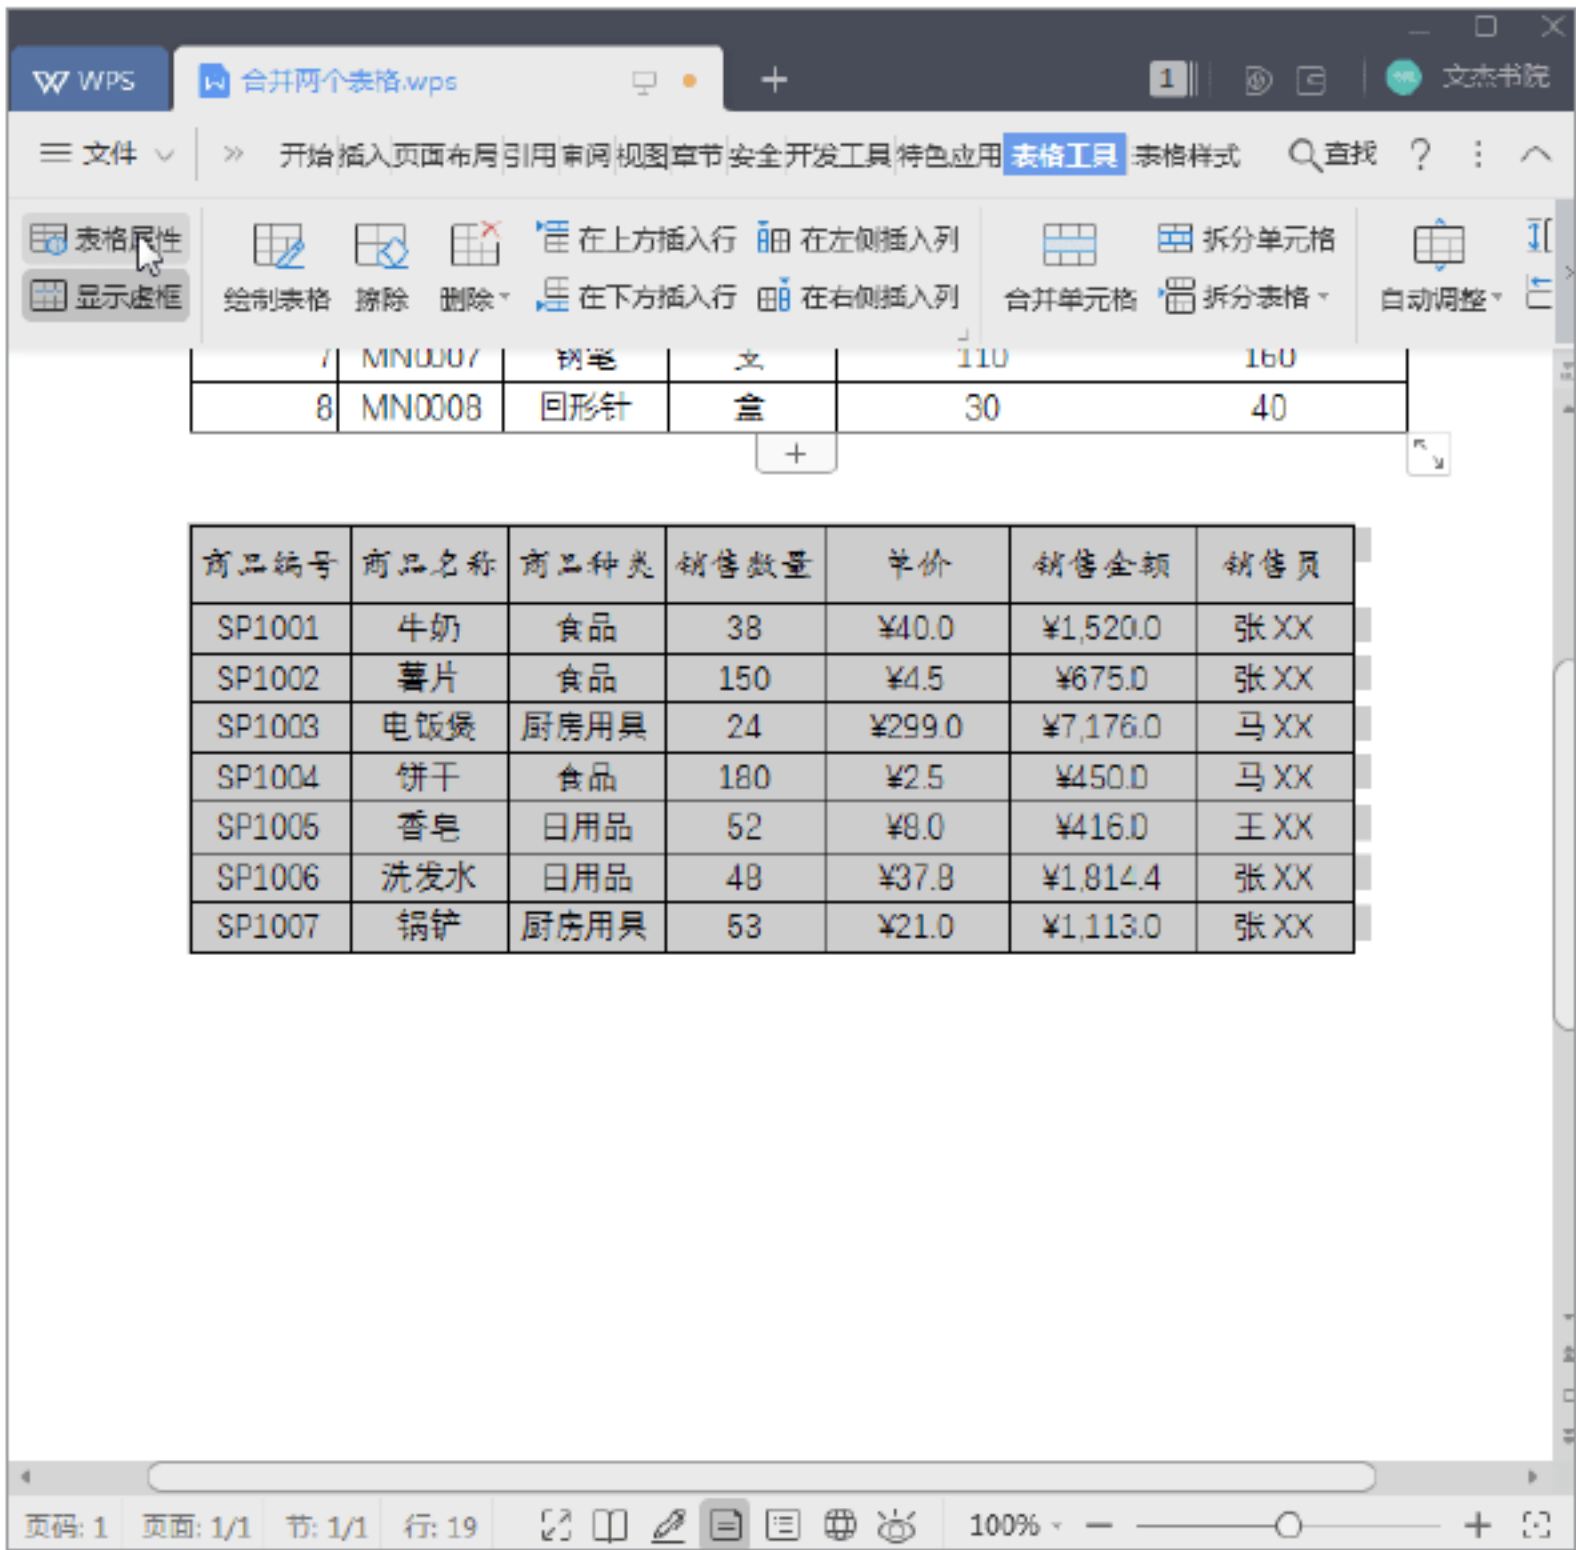 WPS 合并两个表格.wps 1 文杰书院
文件 开始 插入 页面布局 引用 审阅 视图 章节 安全 开发工具 特色应用 表格工具 表格样式 查找
表格属性 在上方插入行 在左侧插入列 拆分单元格
显示虚框 绘制表格 擦除 删除 在下方插入行 在右侧插入列 合并单元格 拆分表格 自动调整
7 MN0007 钢笔 支 110 160
8 MN0008 回形针 盒 30 40
商品编号 商品名称 商品种类 销售数量 单价 销售金额 销售员
SP1001 牛奶 食品 38 ¥40.0 ¥1,520.0 张XX
SP1002 薯片 食品 150 ¥4.5 ¥675.0 张XX
SP1003 电饭煲 厨房用具 24 ¥299.0 ¥7,176.0 马XX
SP1004 饼干 食品 180 ¥2.5 ¥450.0 马XX
SP1005 香皂 日用品 52 ¥8.0 ¥416.0 王XX
SP1006 洗发水 日用品 48 ¥37.8 ¥1,814.4 张XX
SP1007 锅铲 厨房用具 53 ¥21.0 ¥1,113.0 张XX
页码: 1 页面: 1/1 节: 1/1 行: 19 100%